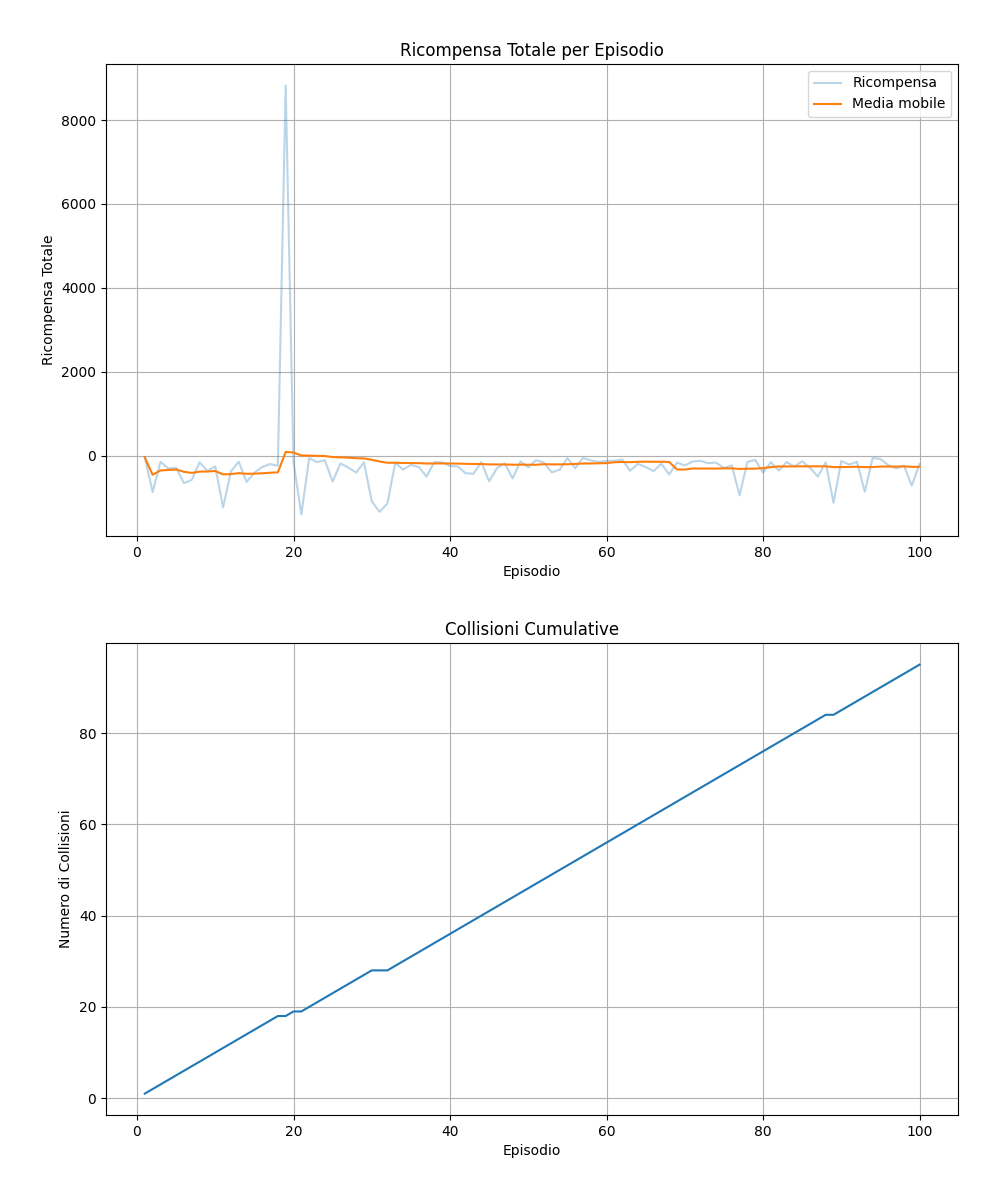 Ricompensa Totale per Episodio
Ricompensa
Media mobile
8000
6000
4000
2000
0
Ricompensa Totale
0 20 40 60 80 100
Episodio
Collisioni Cumulative
80
60
40
20
0
Numero di Collisioni
0 20 40 60 80 100
Episodio